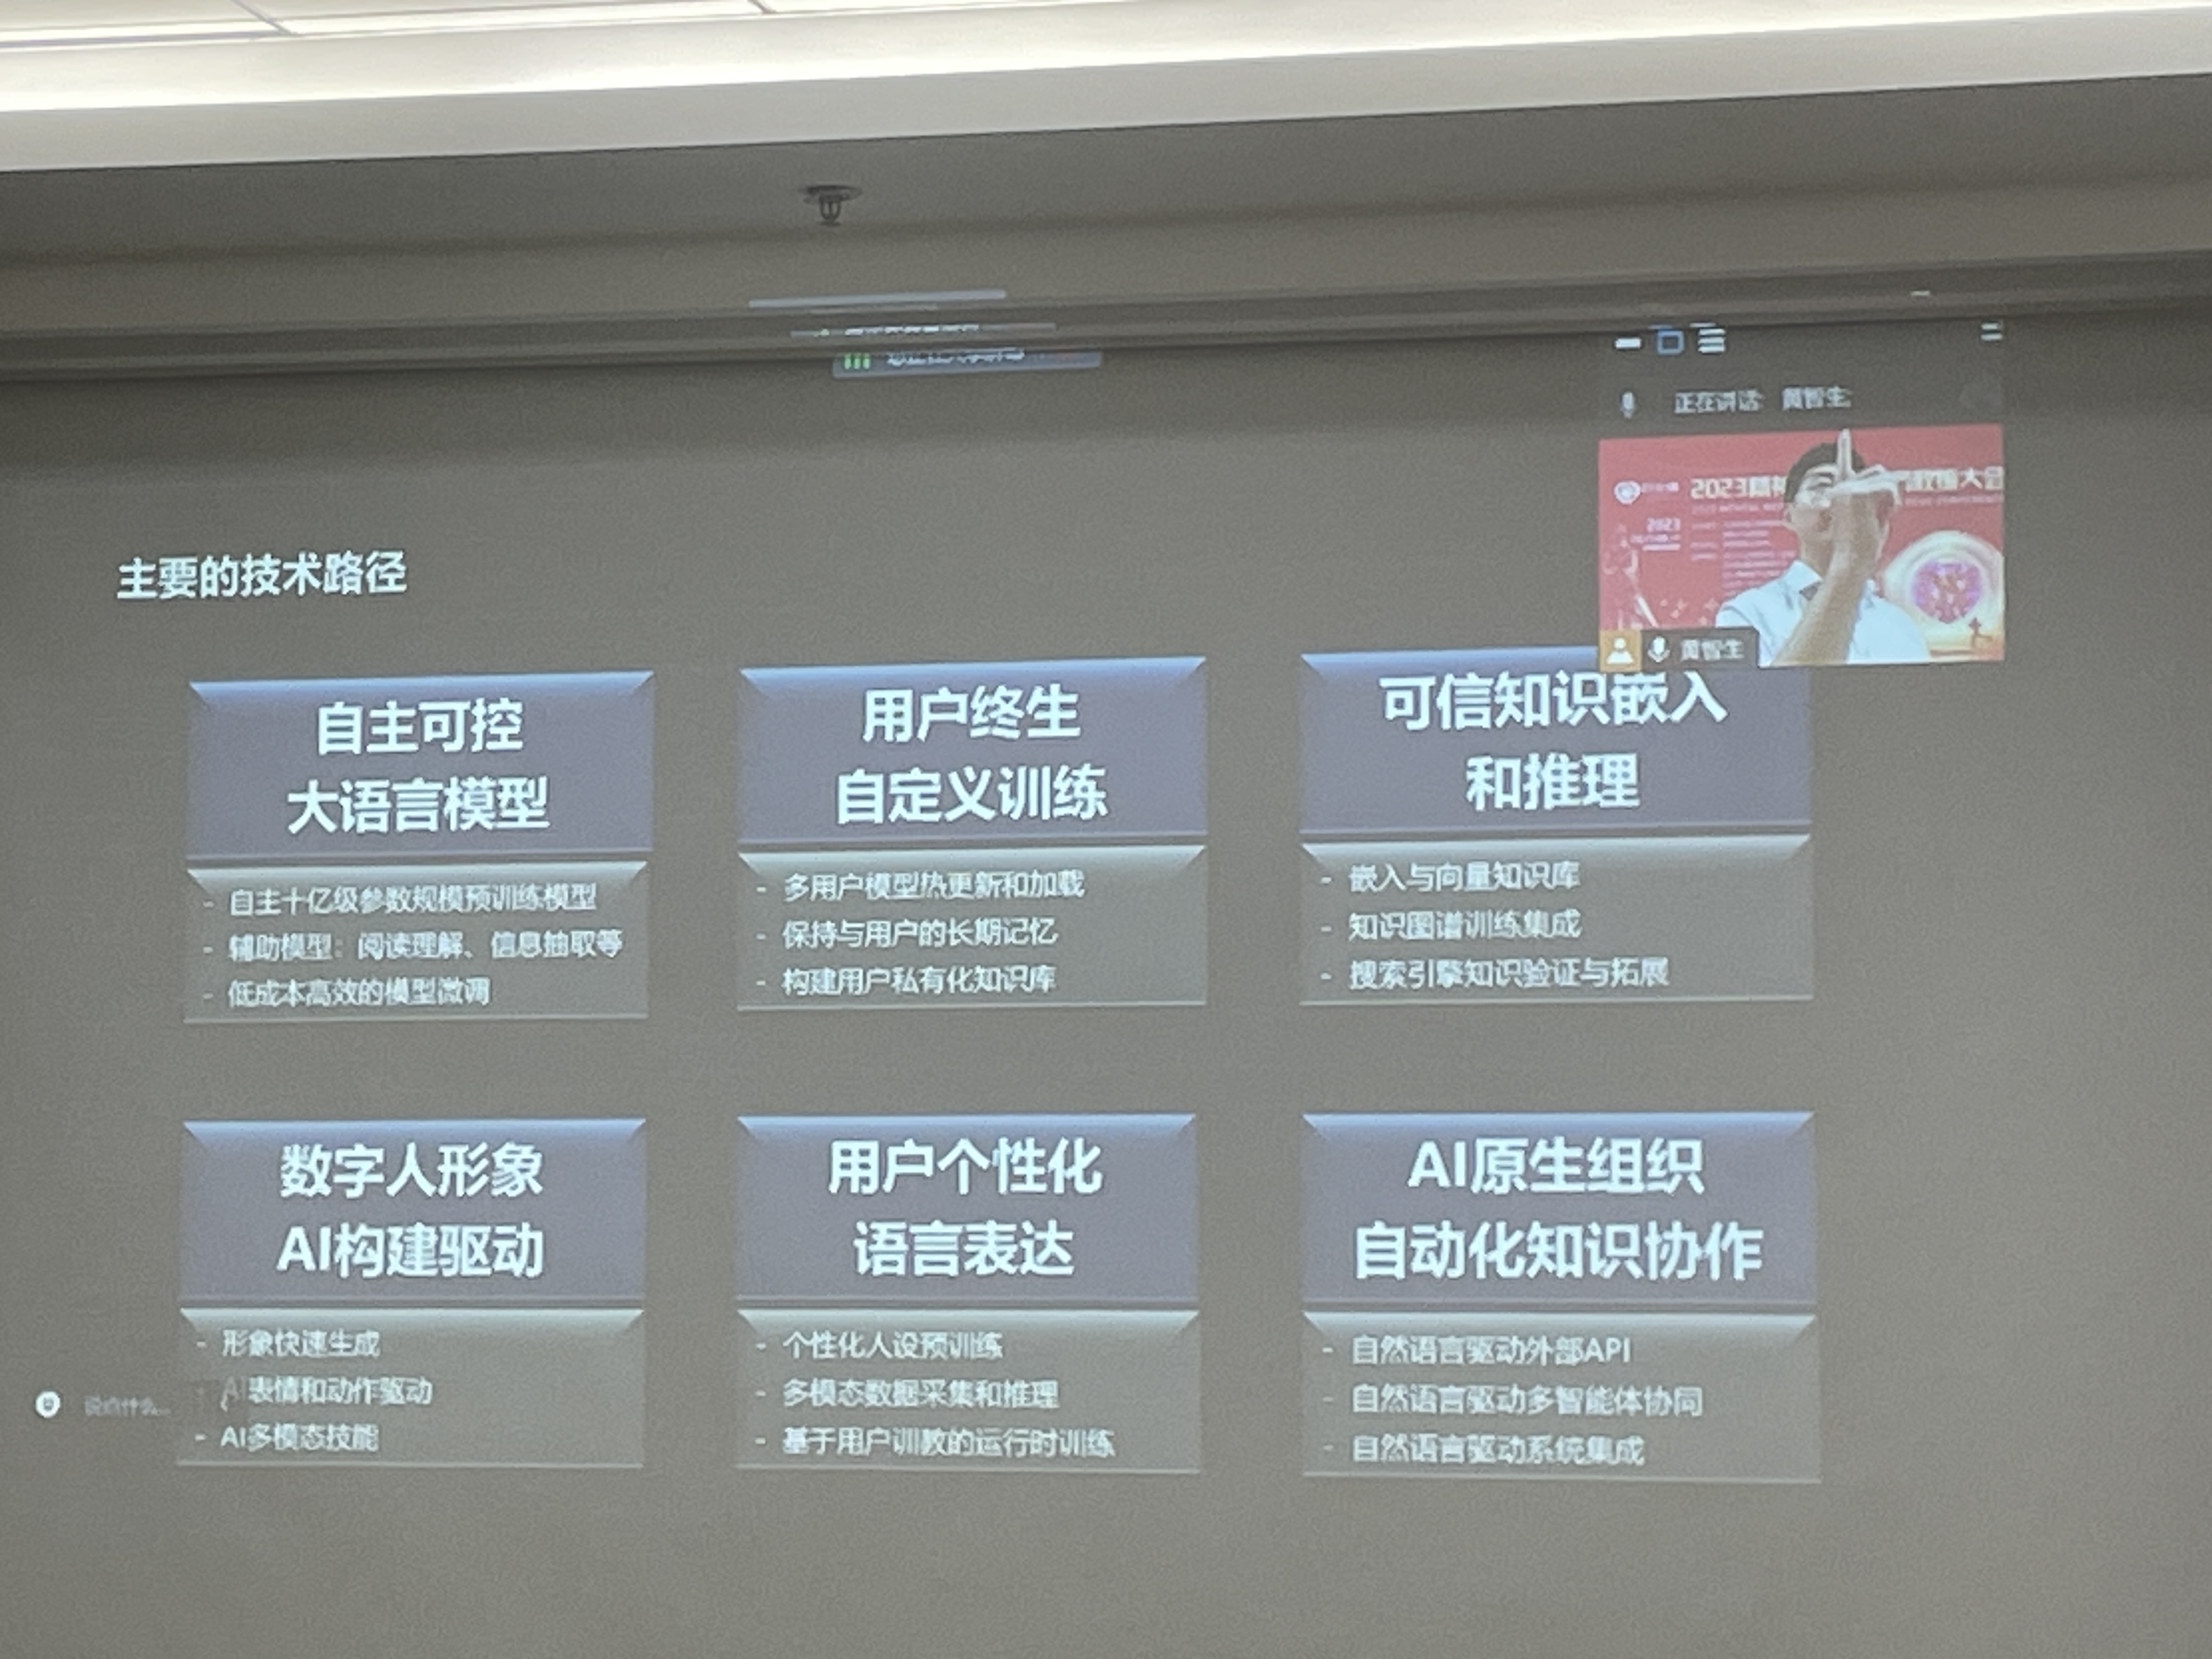 正在讲话: 黄智生;
2023精神
救援大会
2023
黄智生
主要的技术路径
自主可控
大语言模型
- 自主十亿级参数规模预训练模型
- 辅助模型：阅读理解、信息抽取等
- 低成本高效的模型微调
用户终生
自定义训练
- 多用户模型热更新和加载
- 保持与用户的长期记忆
- 构建用户私有化知识库
可信知识嵌入
和推理
- 嵌入与向量知识库
- 知识图谱训练集成
- 搜索引擎知识验证与拓展
数字人形象
AI构建驱动
- 形象快速生成
- AI表情和动作驱动
- AI多模态技能
用户个性化
语言表达
- 个性化人设预训练
- 多模态数据采集和推理
- 基于用户训教的运行时训练
AI原生组织
自动化知识协作
- 自然语言驱动外部API
- 自然语言驱动多智能体协同
- 自然语言驱动系统集成
说点什么...